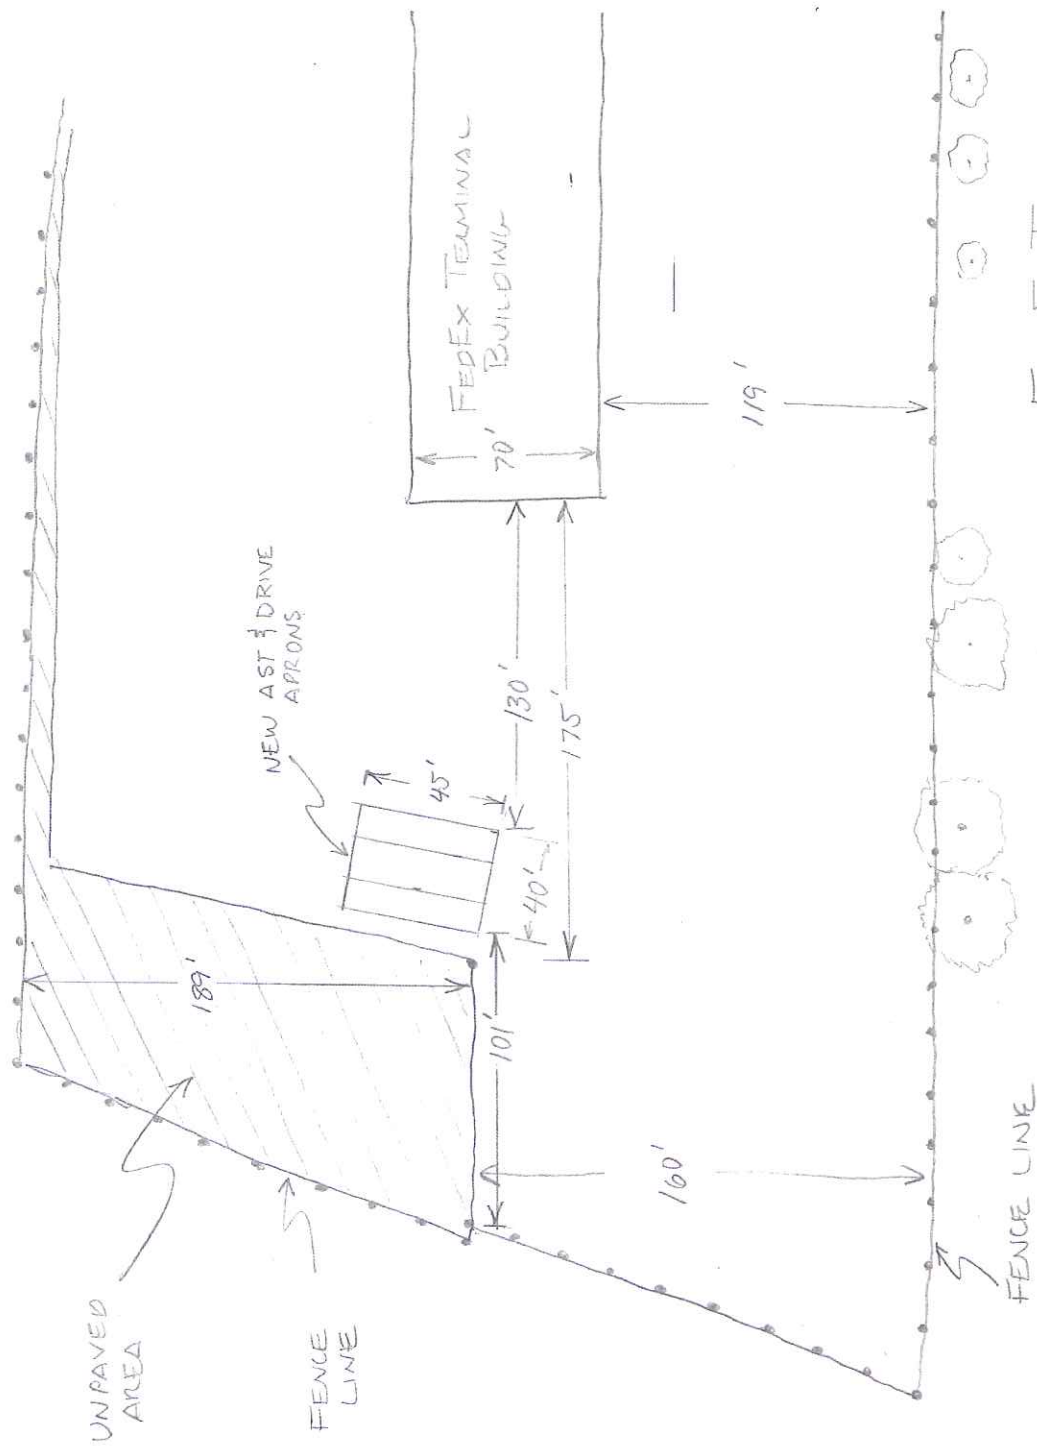 UNPAVED
AREA
FENCE
LINE
189'
NEW AST & DRIVE
APRONS
45'
40'
101'
130'
175'
FEDEX TERMINAL
BUILDING
70'
119'
160'
FENCE LINE